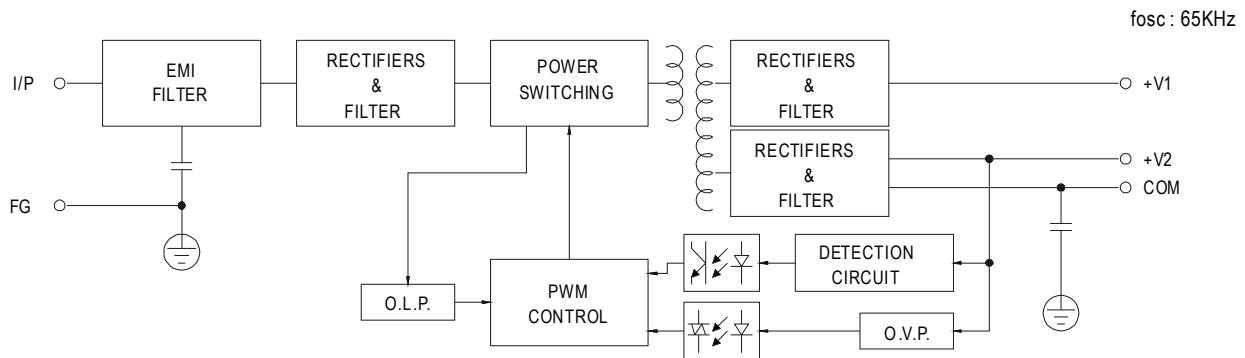 fosc : 65KHz
I/P
EMI
FILTER
RECTIFIERS
&
FILTER
POWER
SWITCHING
RECTIFIERS
&
FILTER
+V1
RECTIFIERS
&
FILTER
+V2
COM
FG
DETECTION
CIRCUIT
O.L.P.
PWM
CONTROL
O.V.P.